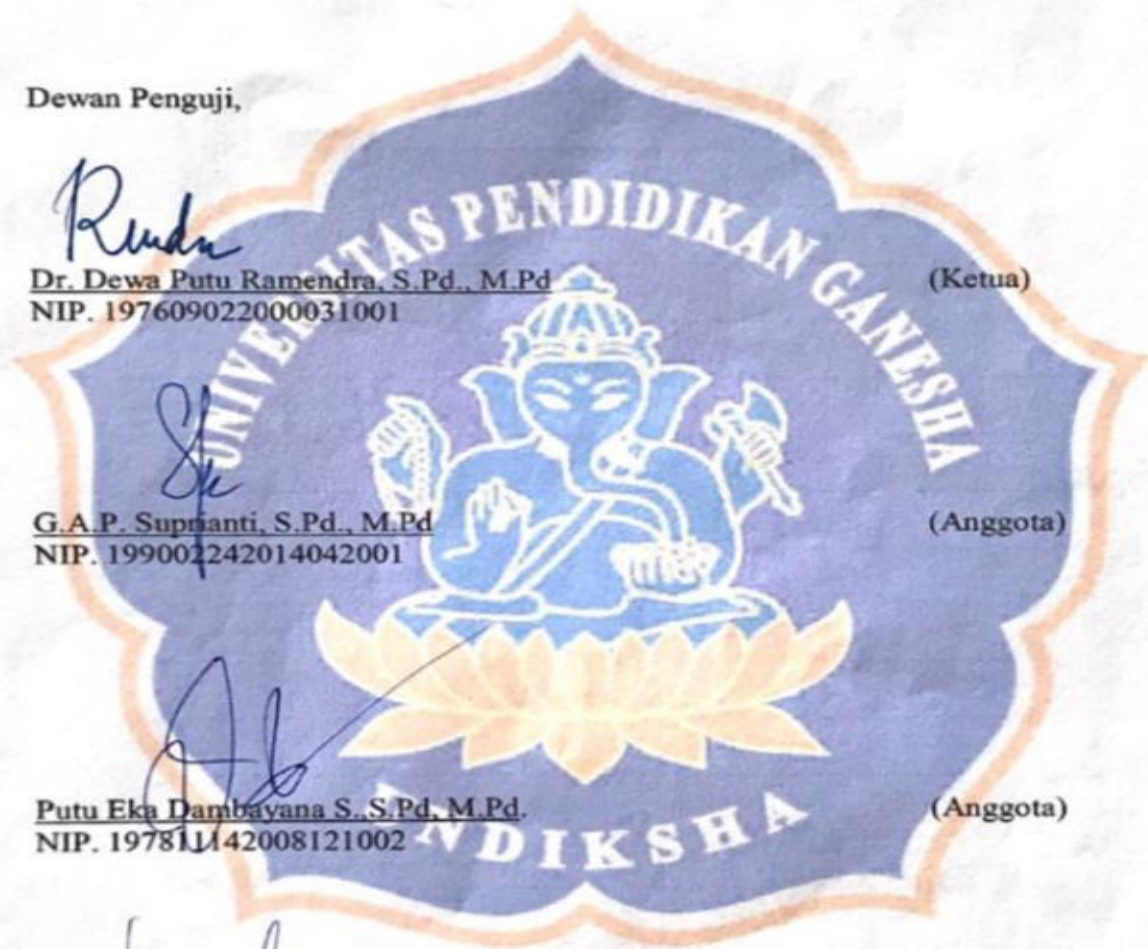 Dewan Penguji,
UNIVERSITAS PENDIDIKAN GANESHA
Dr. Dewa Putu Ramendra, S.Pd., M.Pd (Ketua)
NIP. 197609022000031001
G.A.P. Suprianti, S.Pd., M.Pd (Anggota)
NIP. 199002242014042001
Putu Eka Dambayana S., S.Pd, M.Pd. (Anggota)
NIP. 197811142008121002
UNDIKSHA